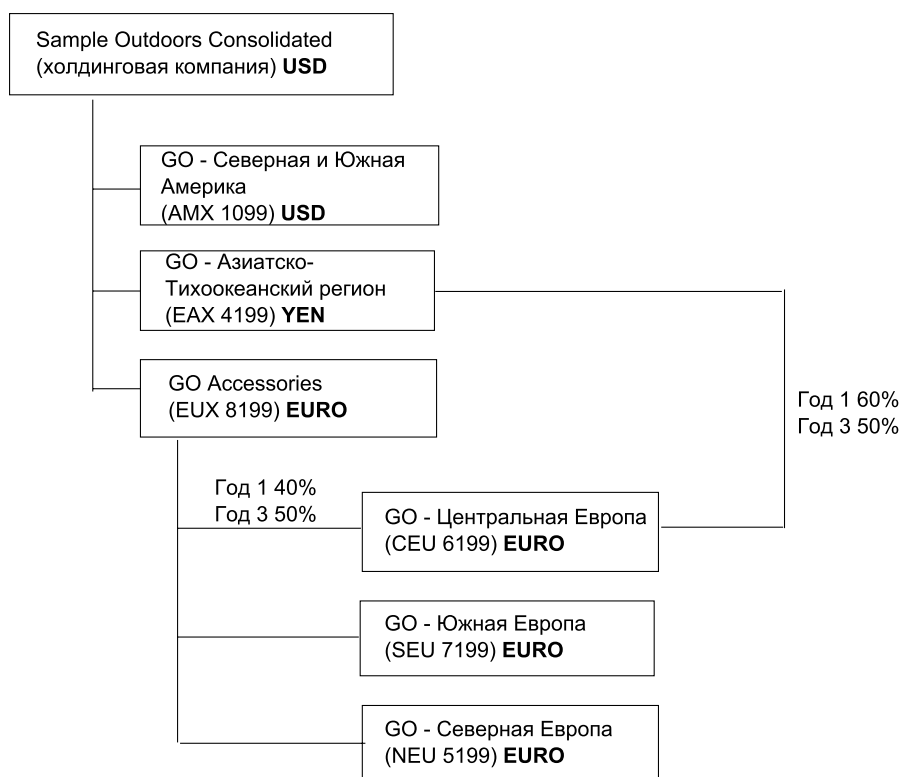 Sample Outdoors Consolidated
(холдинговая компания) USD
GO - Северная и Южная
Америка
(AMX 1099) USD
GO - Азиатско-
Тихоокеанский регион
(EAX 4199) YEN
GO Accessories
(EUX 8199) EURO
Год 1 60%
Год 3 50%
Год 1 40%
Год 3 50%
GO - Центральная Европа
(CEU 6199) EURO
GO - Южная Европа
(SEU 7199) EURO
GO - Северная Европа
(NEU 5199) EURO